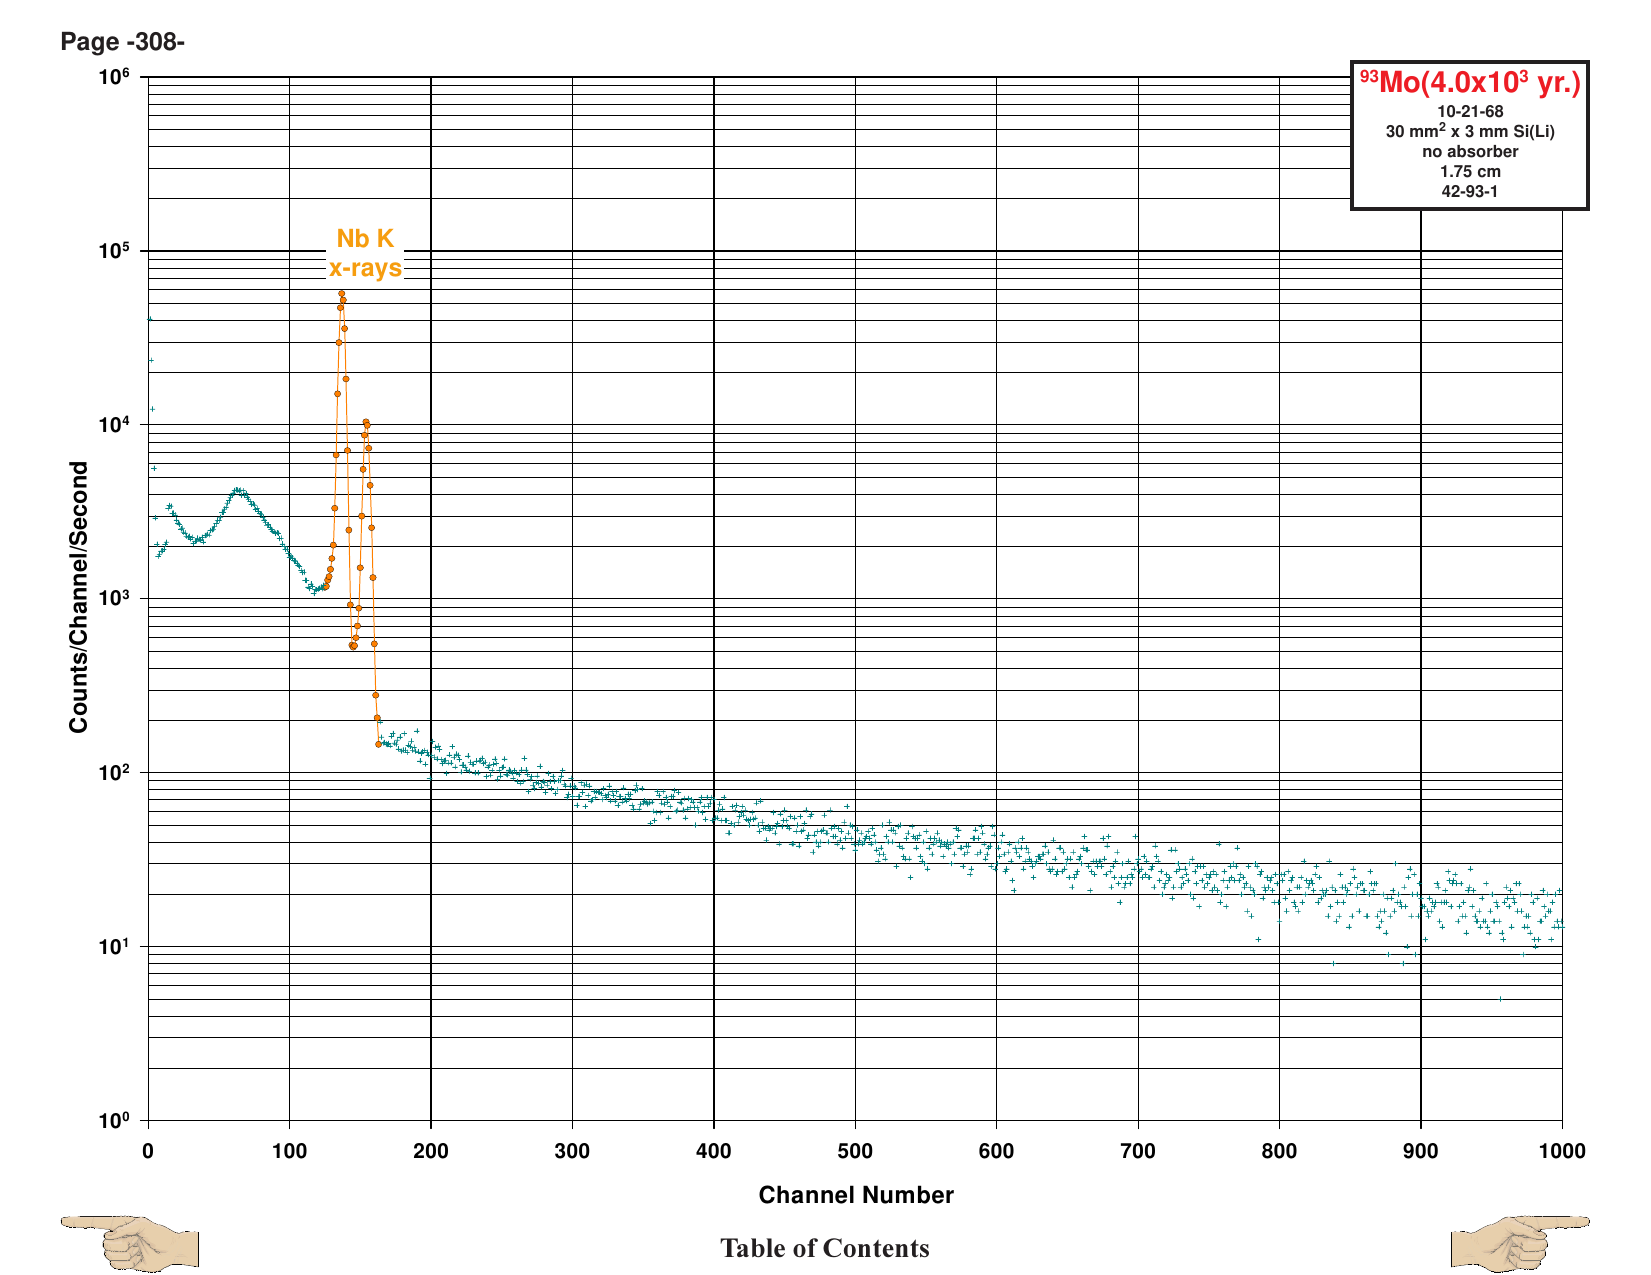 Page -308-
⁹³Mo(4.0x10³ yr.)
10-21-68
30 mm² x 3 mm Si(Li)
no absorber
1.75 cm
42-93-1
Nb K
x-rays
10⁶
10⁵
10⁴
10³
10²
10¹
10⁰
Counts/Channel/Second
0 100 200 300 400 500 600 700 800 900 1000
Channel Number
Table of Contents